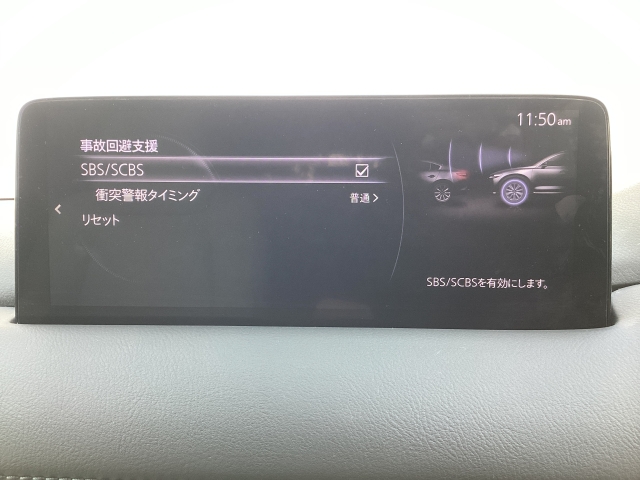 11:50am
事故回避支援
SBS/SCBS
衝突警報タイミング 普通
リセット
SBS/SCBSを有効にします。